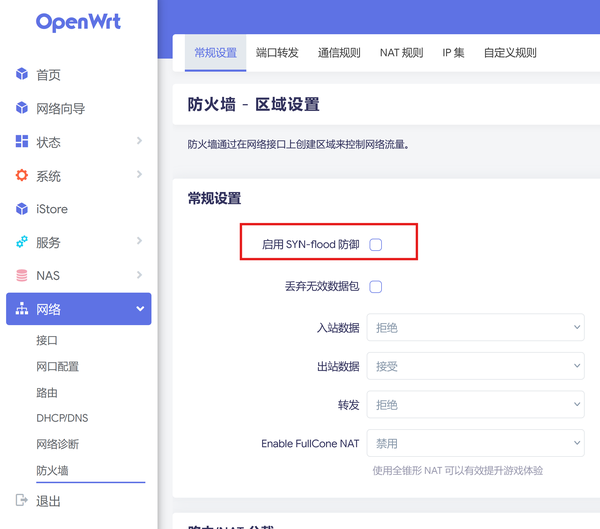 OpenWrt
首页
网络向导
状态
系统
iStore
服务
NAS
网络
接口
网口配置
路由
DHCP/DNS
网络诊断
防火墙
退出
常规设置 端口转发 通信规则 NAT 规则 IP 集 自定义规则
防火墙 - 区域设置
防火墙通过在网络接口上创建区域来控制网络流量。
常规设置
启用 SYN-flood 防御
丢弃无效数据包
入站数据 拒绝
出站数据 接受
转发 拒绝
Enable FullCone NAT 禁用
使用全锥形 NAT 可以有效提升游戏体验